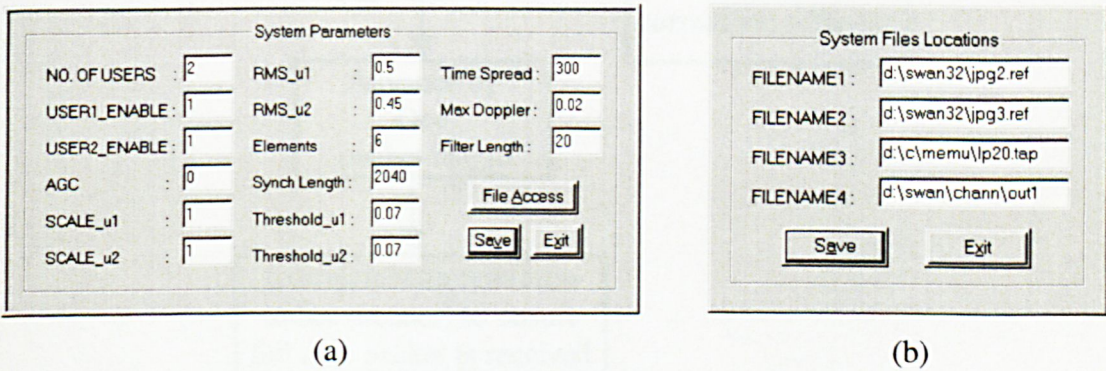 System Parameters
NO. OF USERS : 2
USER1_ENABLE : 1
USER2_ENABLE : 1
AGC : 0
SCALE_u1 : 1
SCALE_u2 : 1
RMS_u1 : 0.5
RMS_u2 : 0.45
Elements : 6
Synch Length : 2040
Threshold_u1 : 0.07
Threshold_u2 : 0.07
Time Spread : 300
Max Doppler : 0.02
Filter Length : 20
File Access
Save Exit
(a)
System Files Locations
FILENAME1 : d:\swan32\jpg2.ref
FILENAME2 : d:\swan32\jpg3.ref
FILENAME3 : d:\c\memu\lp20.tap
FILENAME4 : d:\swan\chann\out1
Save Exit
(b)